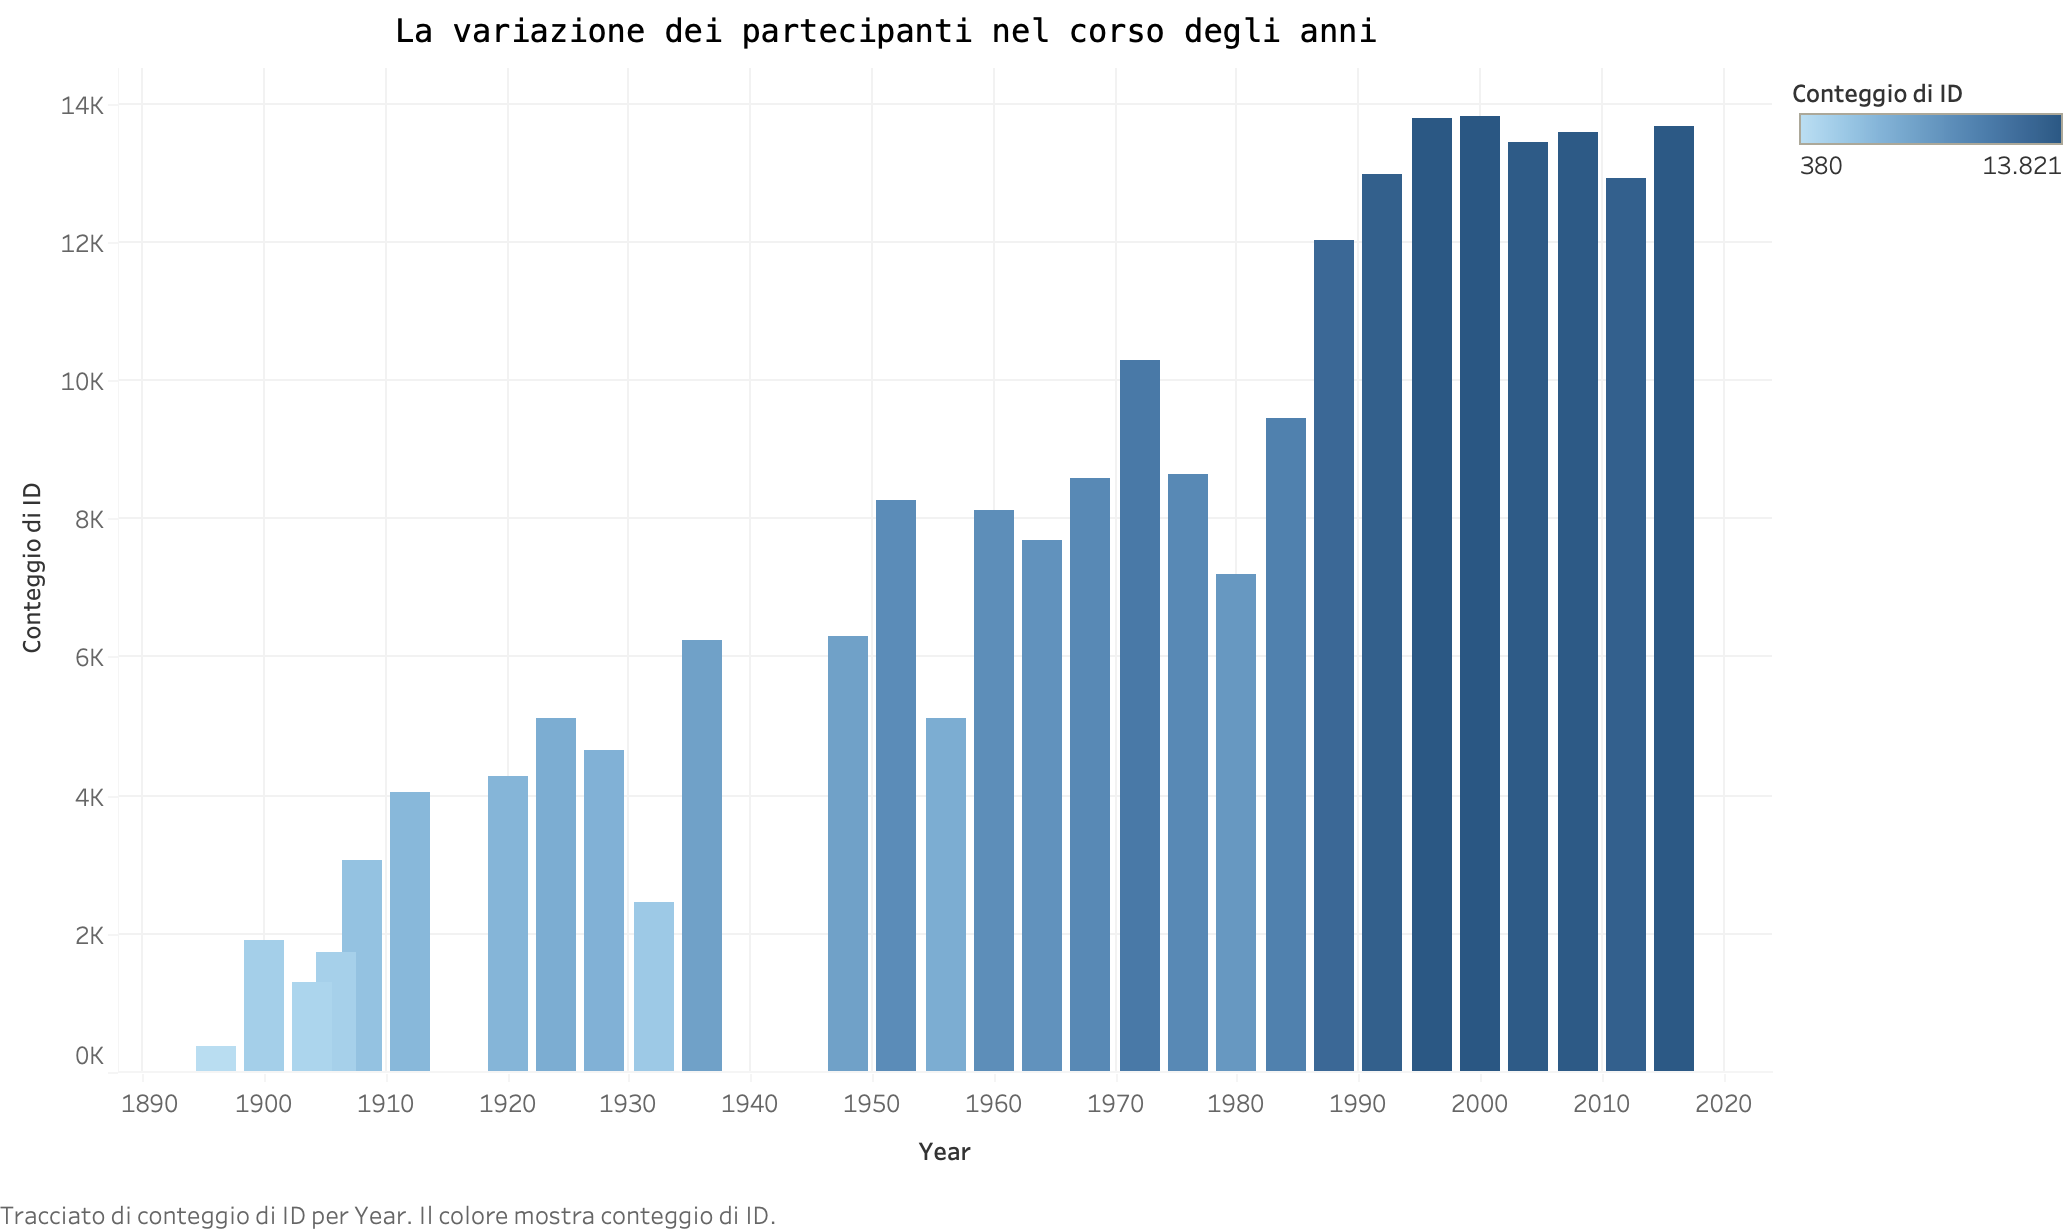 La variazione dei partecipanti nel corso degli anni
Conteggio di ID
380 13.821
14K
12K
10K
8K
6K
4K
2K
0K
Conteggio di ID
1890 1900 1910 1920 1930 1940 1950 1960 1970 1980 1990 2000 2010 2020
Year
Tracciato di conteggio di ID per Year. Il colore mostra conteggio di ID.